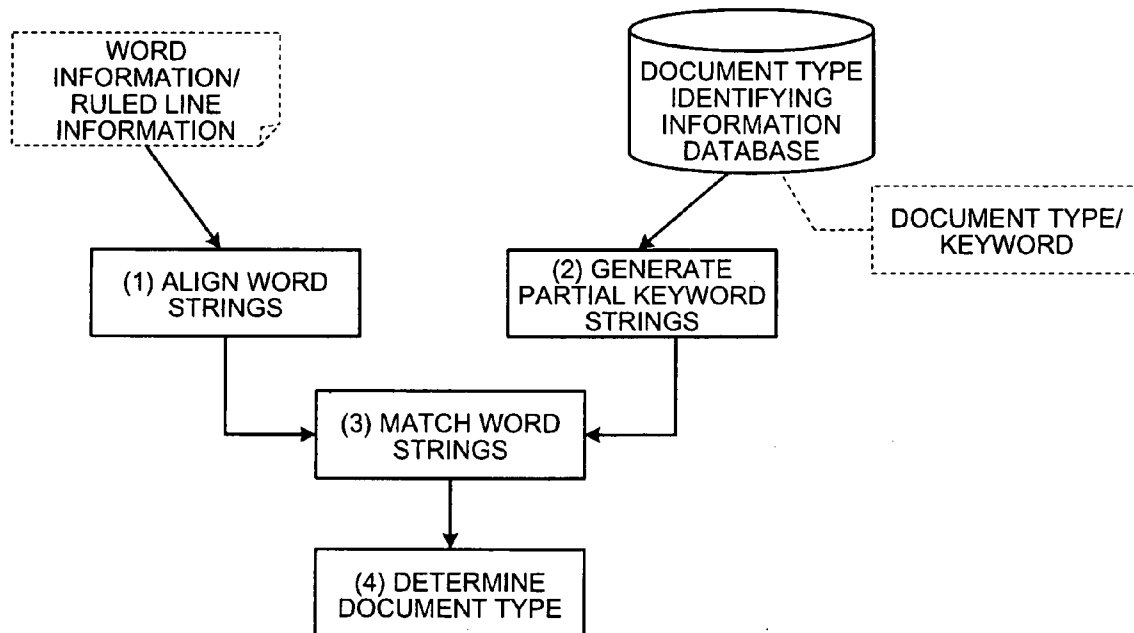 WORD
INFORMATION/
RULED LINE
INFORMATION
DOCUMENT TYPE
IDENTIFYING
INFORMATION
DATABASE
DOCUMENT TYPE/
KEYWORD
(1) ALIGN WORD
STRINGS
(2) GENERATE
PARTIAL KEYWORD
STRINGS
(3) MATCH WORD
STRINGS
(4) DETERMINE
DOCUMENT TYPE